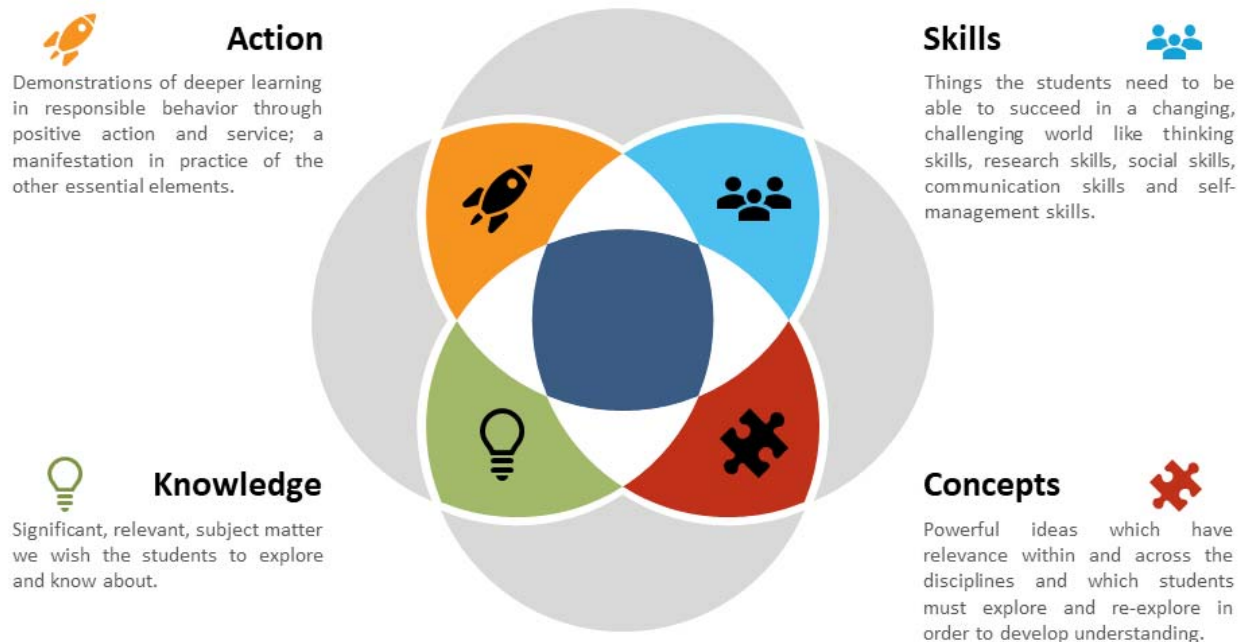 Action
Demonstrations of deeper learning
in responsible behavior through
positive action and service; a
manifestation in practice of the
other essential elements.
Skills
Things the students need to be
able to succeed in a changing,
challenging world like thinking
skills, research skills, social skills,
communication skills and self-
management skills.
Knowledge
Significant, relevant, subject matter
we wish the students to explore
and know about.
Concepts
Powerful ideas which have
relevance within and across the
disciplines and which students
must explore and re-explore in
order to develop understanding.